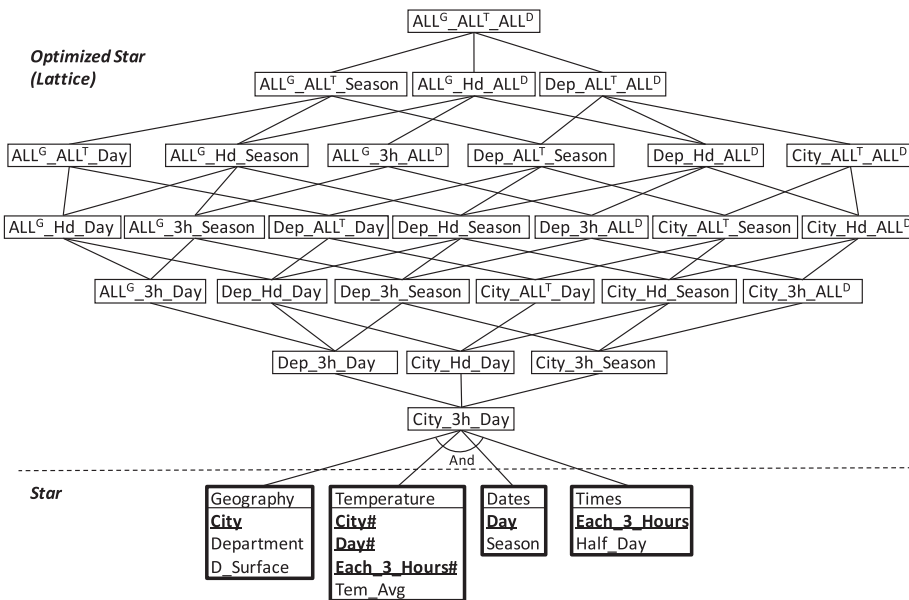 ALLᴳ_ALLᵀ_ALLᴰ
Optimized Star
(Lattice)
ALLᴳ_ALLᵀ_Season ALLᴳ_Hd_ALLᴰ Dep_ALLᵀ_ALLᴰ
ALLᴳ_ALLᵀ_Day ALLᴳ_Hd_Season ALLᴳ_3h_ALLᴰ Dep_ALLᵀ_Season Dep_Hd_ALLᴰ City_ALLᵀ_ALLᴰ
ALLᴳ_Hd_Day ALLᴳ_3h_Season Dep_ALLᵀ_Day Dep_Hd_Season Dep_3h_ALLᴰ City_ALLᵀ_Season City_Hd_ALLᴰ
ALLᴳ_3h_Day Dep_Hd_Day Dep_3h_Season City_ALLᵀ_Day City_Hd_Season City_3h_ALLᴰ
Dep_3h_Day City_Hd_Day City_3h_Season
City_3h_Day
And
Star
Geography Temperature Dates Times
City City# Day Each_3_Hours
Department Day# Season Half_Day
D_Surface Each_3_Hours#
Tem_Avg